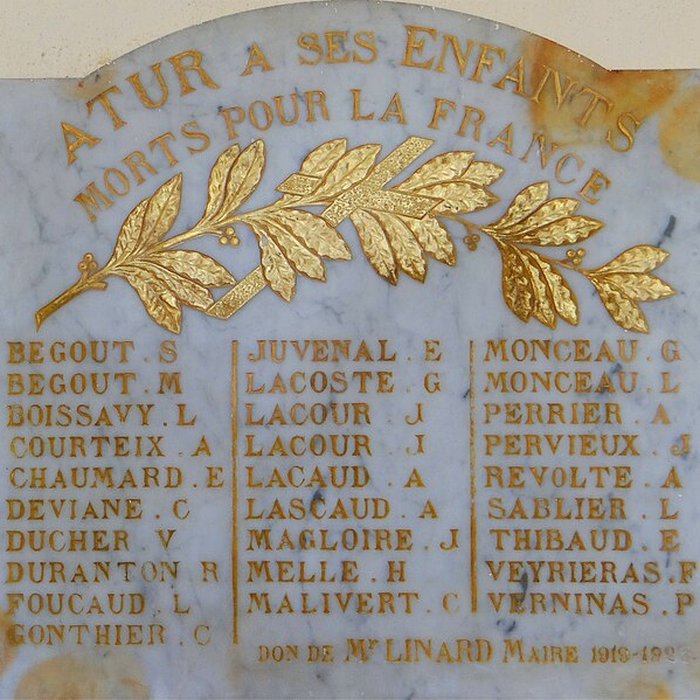 ATUR A SES ENFANTS
MORTS POUR LA FRANCE
BEGOUT . S
BEGOUT . M
BOISSAVY . L
COURTEIX . A
CHAUMARD . E
DEVIANE . C
DUCHER V
DURANTON R
FOUCAUD . L
GONTHIER . C
JUVENAL . E
LACOSTE . G
LACOUR J
LACOUR . J
LACAUD . A
LASCAUD . A
MAGLOIRE . J
MELLE . H
MALIVERT . C
MONCEAU . G
MONCEAU . L
PERRIER . A
PERVIEUX . J
REVOLTE . A
SABLIER . L
THIBAUD . E
VEYRIERAS . F
VERNINAS . P
DON DE Mr LINARD MAIRE